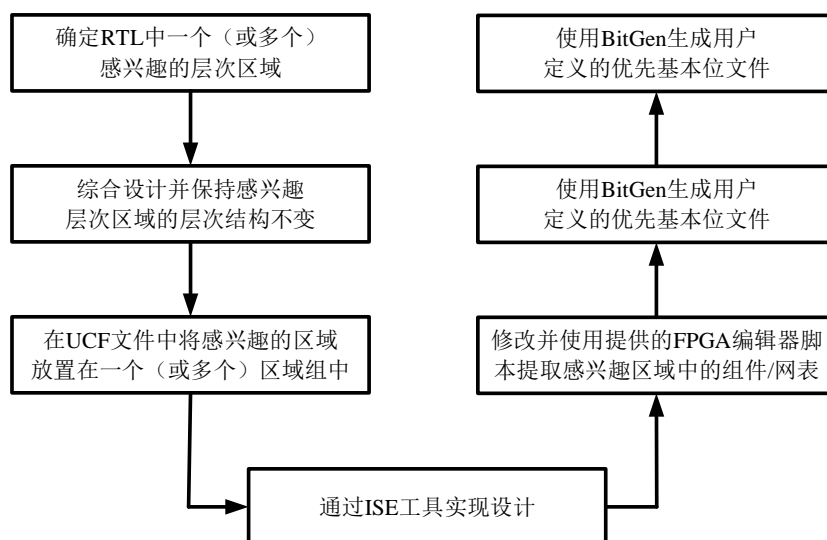 确定RTL中一个（或多个）
感兴趣的层次区域
综合设计并保持感兴趣
层次区域的层次结构不变
在UCF文件中将感兴趣的区域
放置在一个（或多个）区域组中
通过ISE工具实现设计
修改并使用提供的FPGA编辑器脚
本提取感兴趣区域中的组件/网表
使用BitGen生成用户
定义的优先基本位文件
使用BitGen生成用户
定义的优先基本位文件